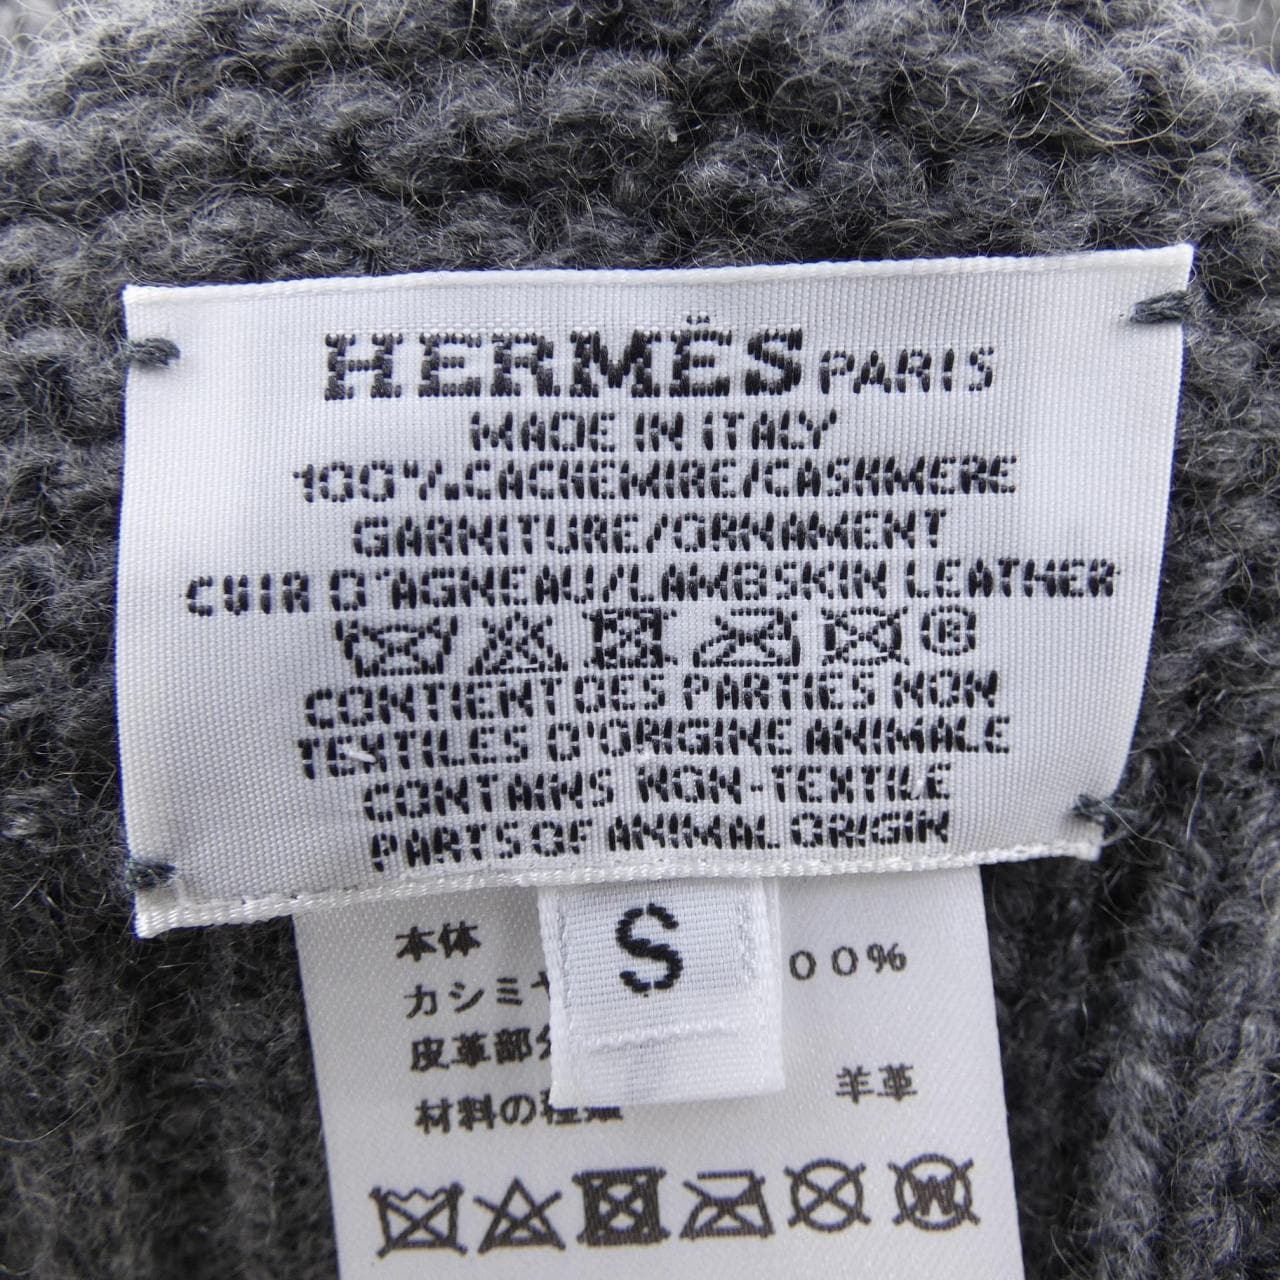 HERMÈS PARIS
MADE IN ITALY
100% CACHEMIRE/CASHMERE
GARNITURE/ORNAMENT
CUIR D'AGNEAU/LAMBSKIN LEATHER
CONTIENT DES PARTIES NON
TEXTILES D'ORIGINE ANIMALE
CONTAINS NON-TEXTILE
PARTS OF ANIMAL ORIGIN
S
本体
カシミ 00%
皮革部分
材料の種類 羊革